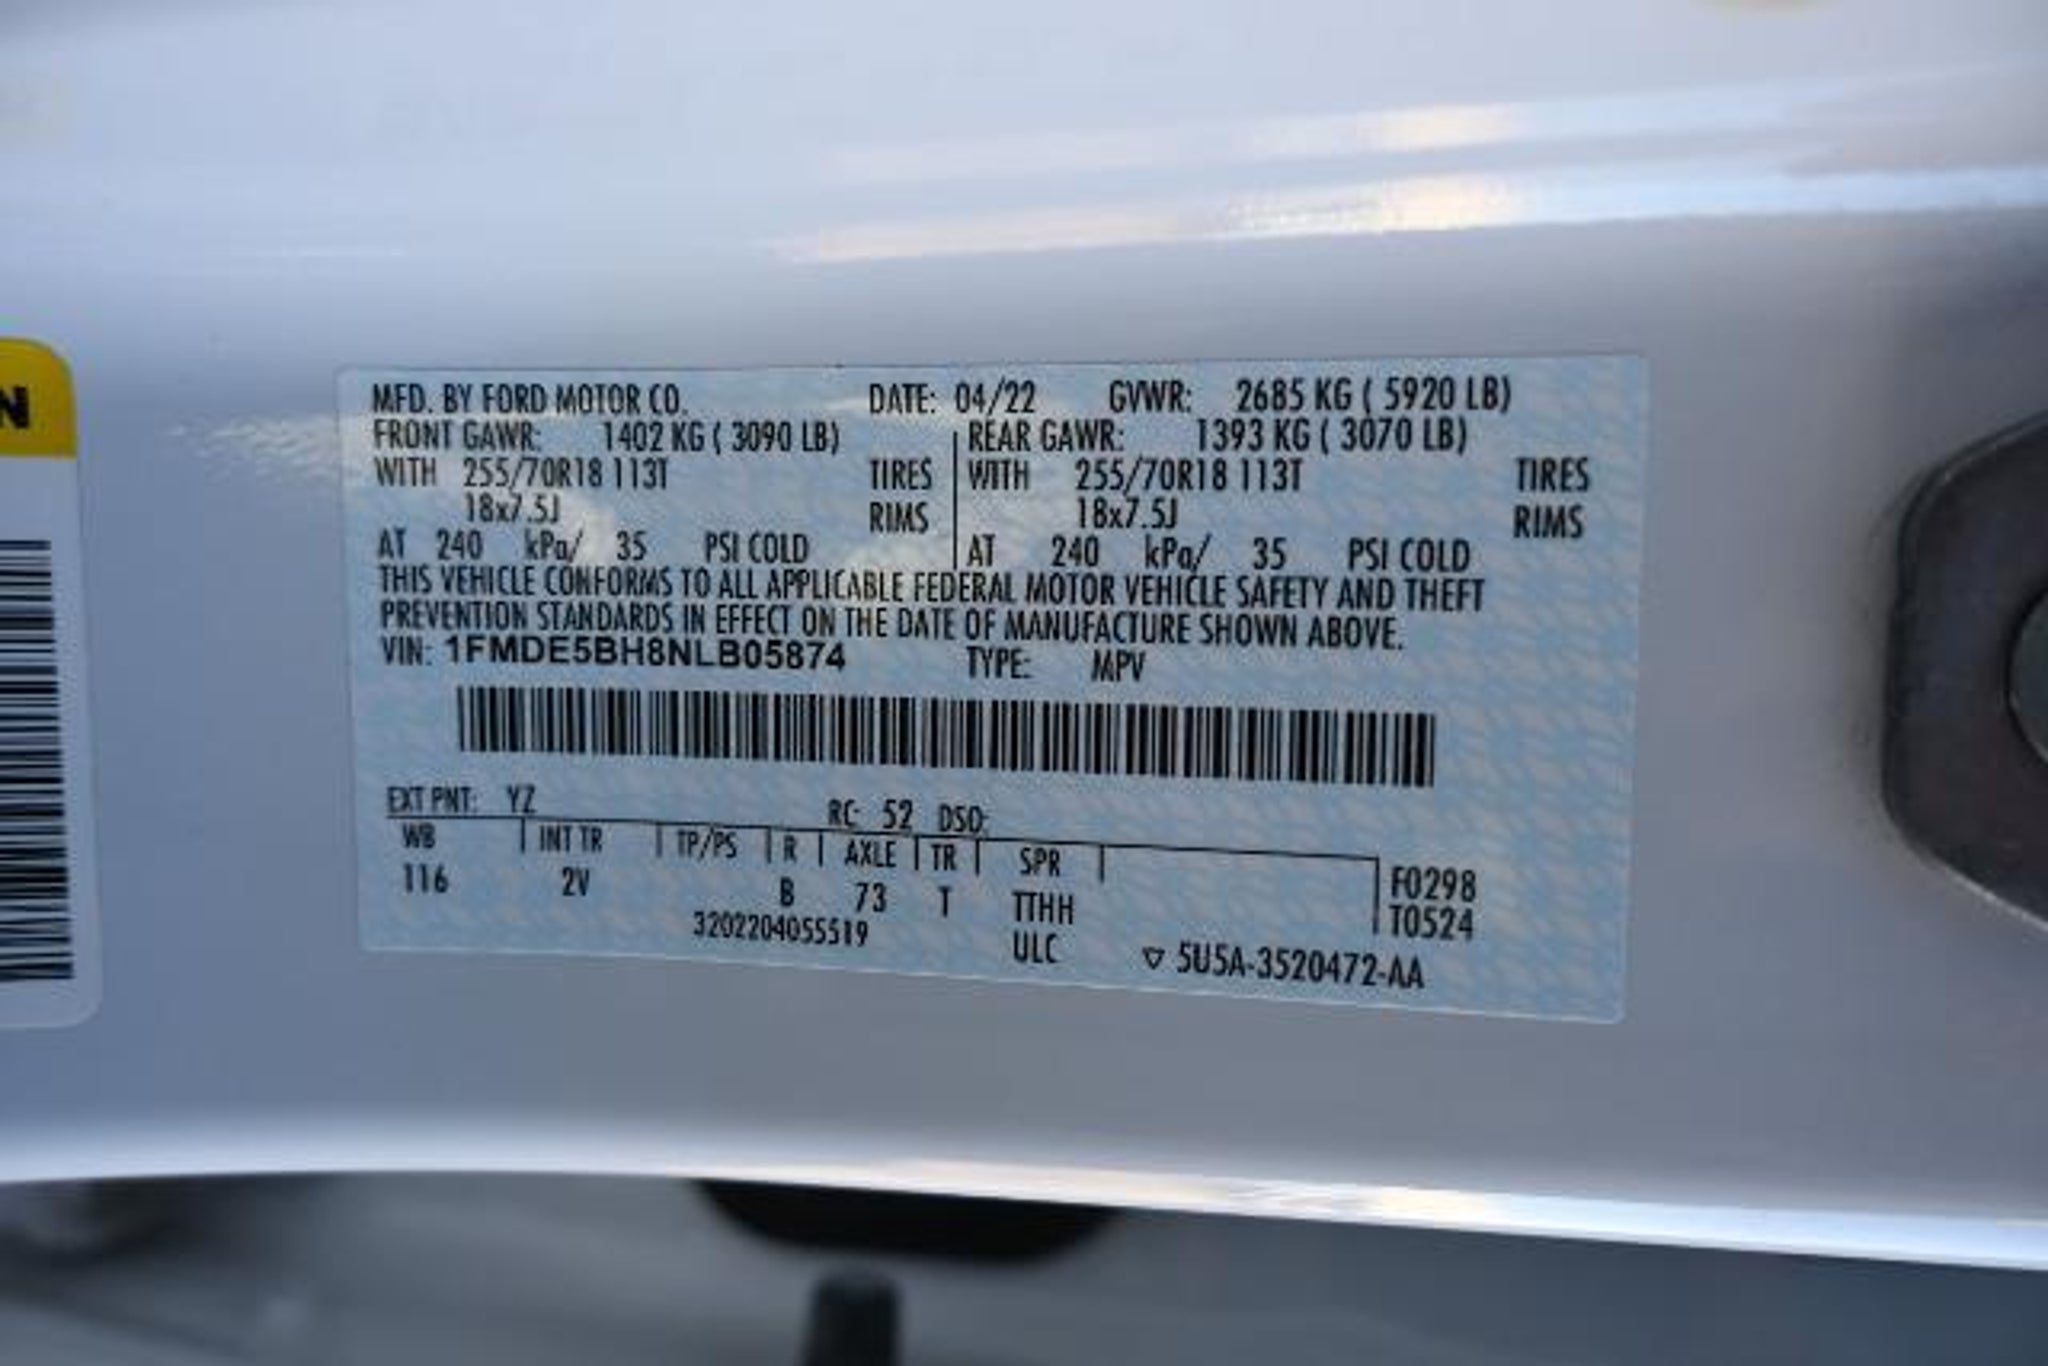 N
MFD. BY FORD MOTOR CO. DATE: 04/22 GVWR: 2685 KG ( 5920 LB)
FRONT GAWR: 1402 KG ( 3090 LB) REAR GAWR: 1393 KG ( 3070 LB)
WITH 255/70R18 113T TIRES WITH 255/70R18 113T TIRES
18x7.5J RIMS 18x7.5J RIMS
AT 240 kPa/ 35 PSI COLD AT 240 kPa/ 35 PSI COLD
THIS VEHICLE CONFORMS TO ALL APPLICABLE FEDERAL MOTOR VEHICLE SAFETY AND THEFT
PREVENTION STANDARDS IN EFFECT ON THE DATE OF MANUFACTURE SHOWN ABOVE.
VIN: 1FMDE5BH8NLB05874 TYPE: MPV
EXT PNT: YZ RC: 52 DSO:
WB INT TR TP/PS R AXLE TR SPR
116 2V B 73 T TTHH F0298
3202204055519 ULC T0524
▽ 5U5A-3520472-AA